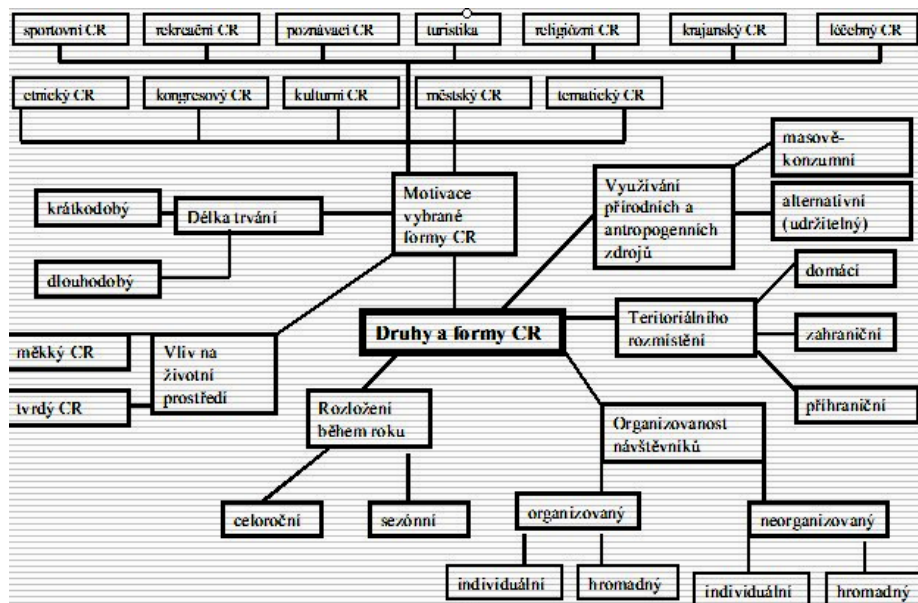 sportovní CR
rekreační CR
poznávací CR
turistika
religiózní CR
krajanský CR
léčebný CR
etnický CR
kongresový CR
kulturní CR
městský CR
tematický CR
masově-
konzumní
Motivace
vybrané
formy CR
Využívání
přírodních a
antropogenních
zdrojů
alternativní
(udržitelný)
krátkodobý
Délka trvání
dlouhodobý
domácí
Druhy a formy CR
Teritoriálního
rozmístění
zahraniční
příhraniční
měkký CR
Vliv na
životní
prostředí
tvrdý CR
Rozložení
během roku
Organizovanost
návštěvníků
celoroční
sezónní
organizovaný
neorganizovaný
individuální
hromadný
individuální
hromadný